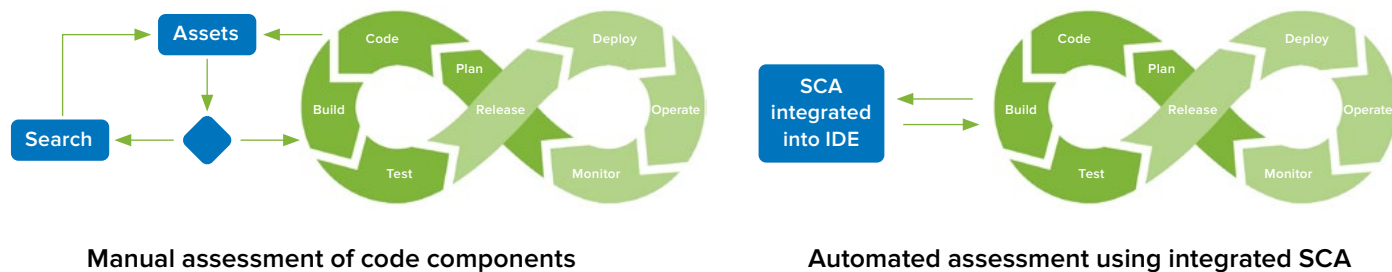 Assets
Search
Code
Plan
Build
Test
Release
Deploy
Operate
Monitor
Manual assessment of code components
SCA
integrated
into IDE
Code
Plan
Build
Test
Release
Deploy
Operate
Monitor
Automated assessment using integrated SCA